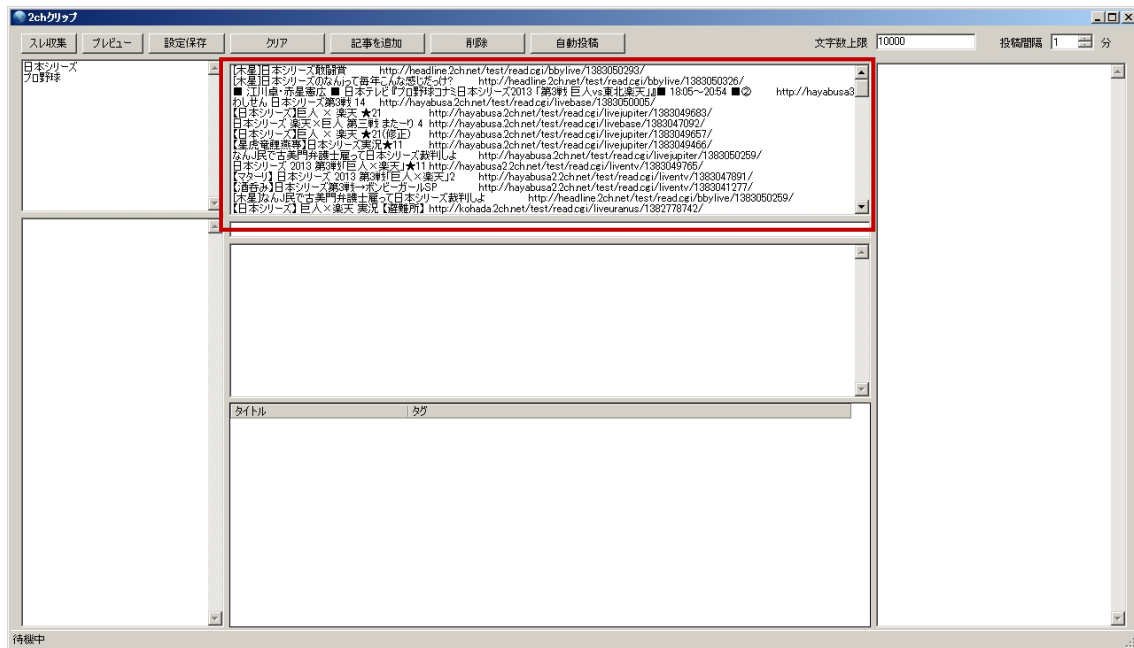 2chクリップ
スレ収集 プレビュー 設定保存 クリア 記事を追加 削除 自動投稿 文字数上限 10000 投稿間隔 1 分
日本シリーズ
プロ野球
[木星]日本シリーズ敢闘賞 http://headline.2ch.net/test/read.cgi/bbylive/1383050293/
[木星]日本シリーズのなんjって毎年こんな感じだっけ? http://headline.2ch.net/test/read.cgi/bbylive/1383050326/
■ 江川卓・赤星憲広 ■ 日本テレビ『プロ野球コナミ日本シリーズ2013「第3戦 巨人vs東北楽天」』■ 18:05～20:54 ■② http://hayabusa3
わしせん 日本シリーズ第3戦 14 http://hayabusa.2ch.net/test/read.cgi/livebase/1383050005/
【日本シリーズ】巨人 × 楽天 ★21 http://hayabusa.2ch.net/test/read.cgi/livejupiter/1383049683/
日本シリーズ 楽天×巨人 第三戦 またーり 4 http://hayabusa.2ch.net/test/read.cgi/livebase/1383047092/
【日本シリーズ】巨人 × 楽天 ★21(修正) http://hayabusa.2ch.net/test/read.cgi/livejupiter/1383049657/
【星虎竜鯉燕専】日本シリーズ実況★11 http://hayabusa.2ch.net/test/read.cgi/livejupiter/1383049466/
なんJ民で古美門弁護士雇って日本シリーズ裁判しよ http://hayabusa.2ch.net/test/read.cgi/livejupiter/1383050259/
日本シリーズ 2013 第3戦「巨人×楽天」★11 http://hayabusa2.2ch.net/test/read.cgi/liventv/1383049765/
【マターリ】日本シリーズ 2013 第3戦「巨人×楽天」2 http://hayabusa2.2ch.net/test/read.cgi/liventv/1383047891/
【酒呑み】日本シリーズ第3戦→ボンビーガールSP http://hayabusa2.2ch.net/test/read.cgi/liventv/1383041277/
[木星]なんJ民で古美門弁護士雇って日本シリーズ裁判しよ http://headline.2ch.net/test/read.cgi/bbylive/1383050259/
【日本シリーズ】巨人×楽天 実況【避難所】 http://kohada.2ch.net/test/read.cgi/liveuranus/1382778742/
タイトル タグ
待機中